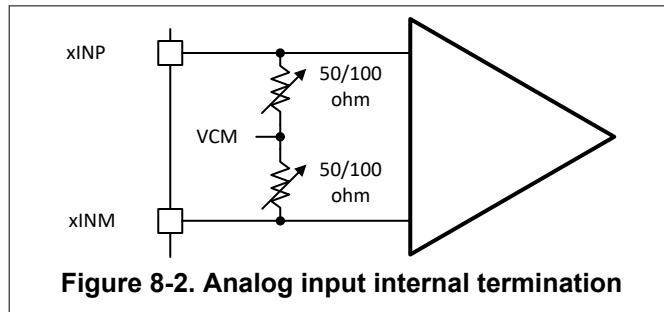 xINP
50/100
ohm
VCM
50/100
ohm
xINM
Figure 8-2. Analog input internal termination